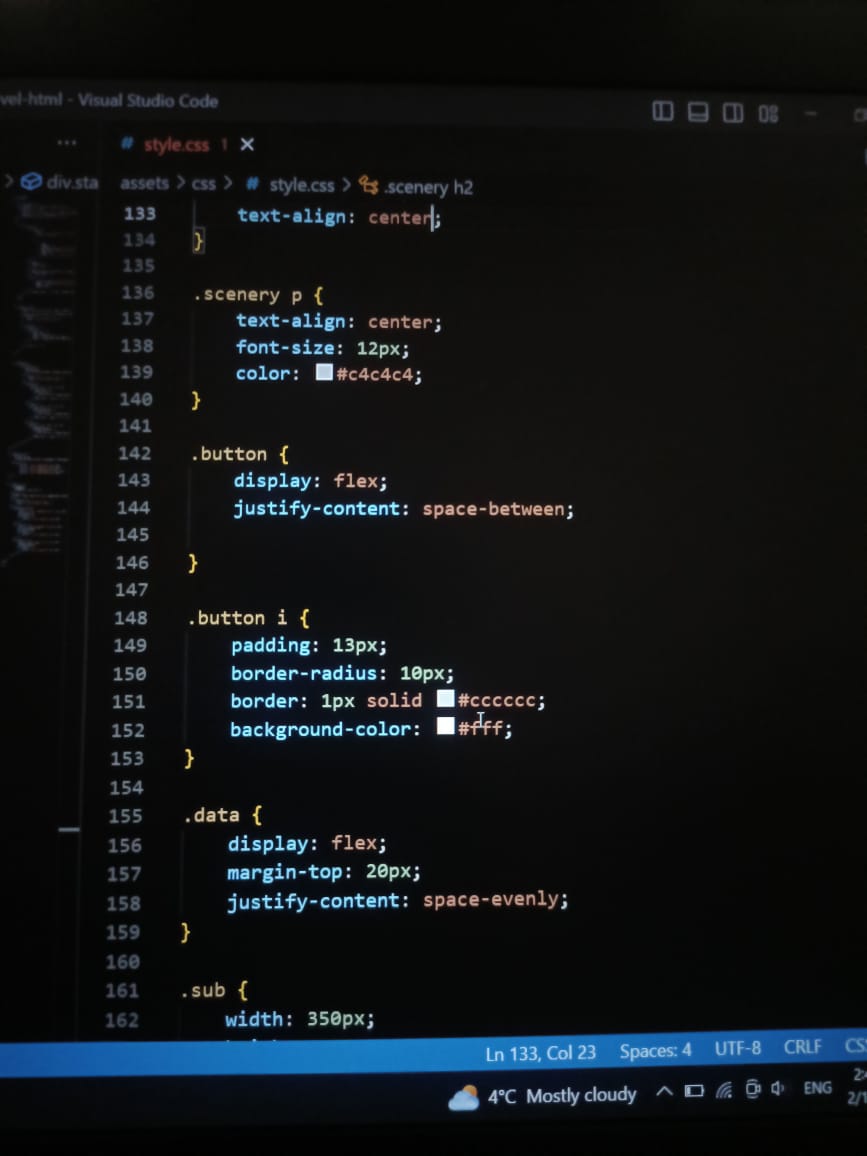 vel-html - Visual Studio Code
# style.css 1 ×
> div.sta
assets > css > # style.css > .scenery h2
133 text-align: center;
134 }
135
136 .scenery p {
137 text-align: center;
138 font-size: 12px;
139 color: #c4c4c4;
140 }
141
142 .button {
143 display: flex;
144 justify-content: space-between;
145
146 }
147
148 .button i {
149 padding: 13px;
150 border-radius: 10px;
151 border: 1px solid #cccccc;
152 background-color: #fff;
153 }
154
155 .data {
156 display: flex;
157 margin-top: 20px;
158 justify-content: space-evenly;
159 }
160
161 .sub {
162 width: 350px;
Ln 133, Col 23 Spaces: 4 UTF-8 CRLF CS
4°C Mostly cloudy ENG